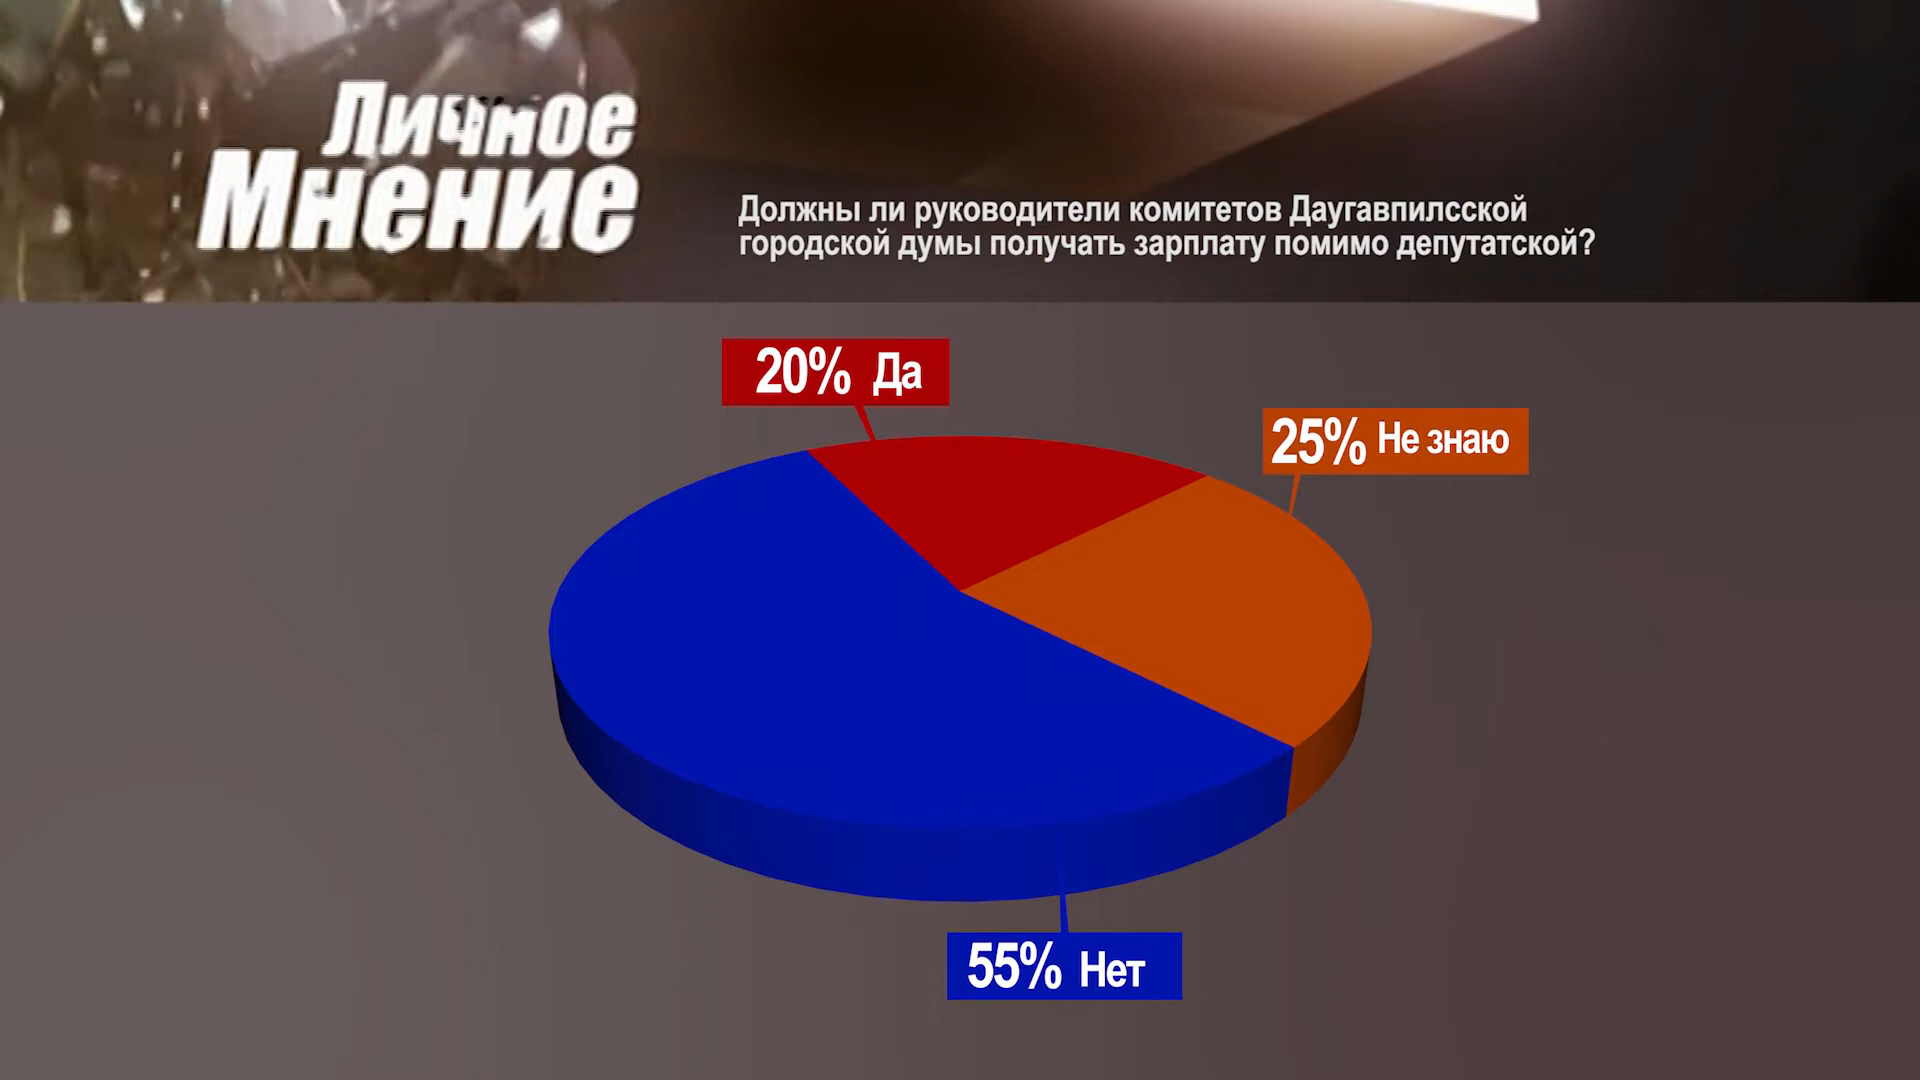 Личное
Мнение
Должны ли руководители комитетов Даугавпилсской
городской думы получать зарплату помимо депутатской?
20% Да
25% Не знаю
55% Нет